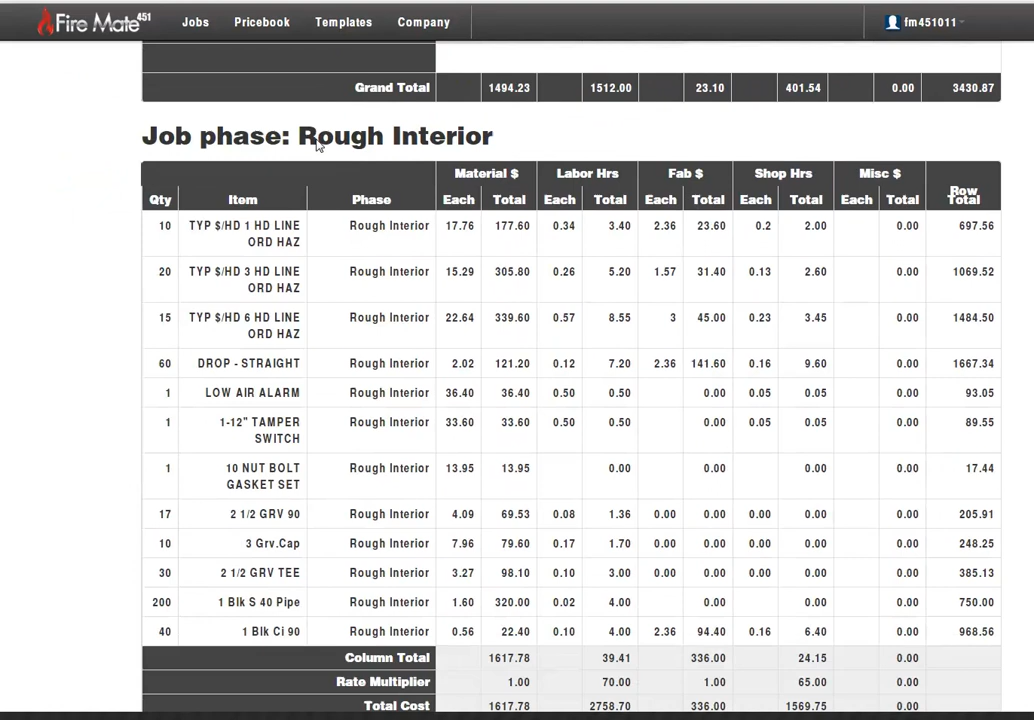 Fire Mate 451 Jobs Pricebook Templates Company fm451011
Grand Total 1494.23 1512.00 23.10 401.54 0.00 3430.87
Job phase: Rough Interior
Material $ Labor Hrs Fab $ Shop Hrs Misc $
Qty Item Phase Each Total Each Total Each Total Each Total Each Total Row Total
10 TYP $/HD 1 HD LINE Rough Interior 17.76 177.60 0.34 3.40 2.36 23.60 0.2 2.00 0.00 697.56
ORD HAZ
20 TYP $/HD 3 HD LINE Rough Interior 15.29 305.80 0.26 5.20 1.57 31.40 0.13 2.60 0.00 1069.52
ORD HAZ
15 TYP $/HD 6 HD LINE Rough Interior 22.64 339.60 0.57 8.55 3 45.00 0.23 3.45 0.00 1484.50
ORD HAZ
60 DROP - STRAIGHT Rough Interior 2.02 121.20 0.12 7.20 2.36 141.60 0.16 9.60 0.00 1667.34
1 LOW AIR ALARM Rough Interior 36.40 36.40 0.50 0.50 0.00 0.05 0.05 0.00 93.05
1 1-12" TAMPER Rough Interior 33.60 33.60 0.50 0.50 0.00 0.05 0.05 0.00 89.55
SWITCH
1 10 NUT BOLT Rough Interior 13.95 13.95 0.00 0.00 0.00 0.00 17.44
GASKET SET
17 2 1/2 GRV 90 Rough Interior 4.09 69.53 0.08 1.36 0.00 0.00 0.00 0.00 0.00 205.91
10 3 Grv.Cap Rough Interior 7.96 79.60 0.17 1.70 0.00 0.00 0.00 0.00 0.00 248.25
30 2 1/2 GRV TEE Rough Interior 3.27 98.10 0.10 3.00 0.00 0.00 0.00 0.00 0.00 385.13
200 1 Blk S 40 Pipe Rough Interior 1.60 320.00 0.02 4.00 0.00 0.00 0.00 750.00
40 1 Blk Ci 90 Rough Interior 0.56 22.40 0.10 4.00 2.36 94.40 0.16 6.40 0.00 968.56
Column Total 1617.78 39.41 336.00 24.15 0.00
Rate Multiplier 1.00 70.00 1.00 65.00 0.00
Total Cost 1617.78 2758.70 336.00 1569.75 0.00